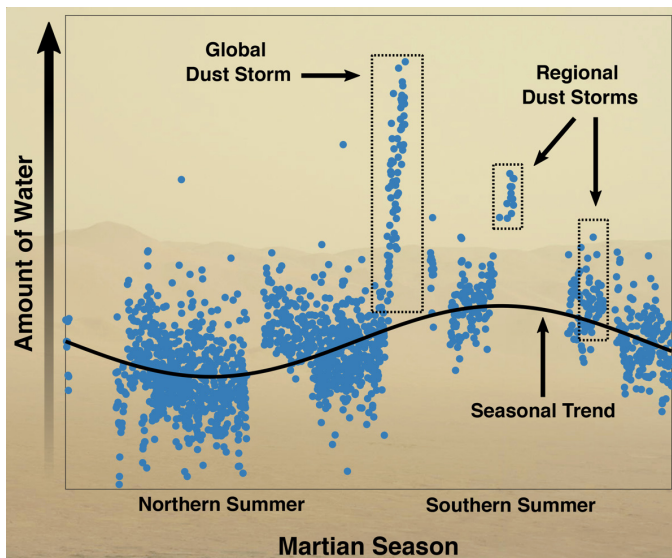 Global
Dust Storm
Regional
Dust Storms
Amount of Water
Seasonal Trend
Northern Summer
Southern Summer
Martian Season